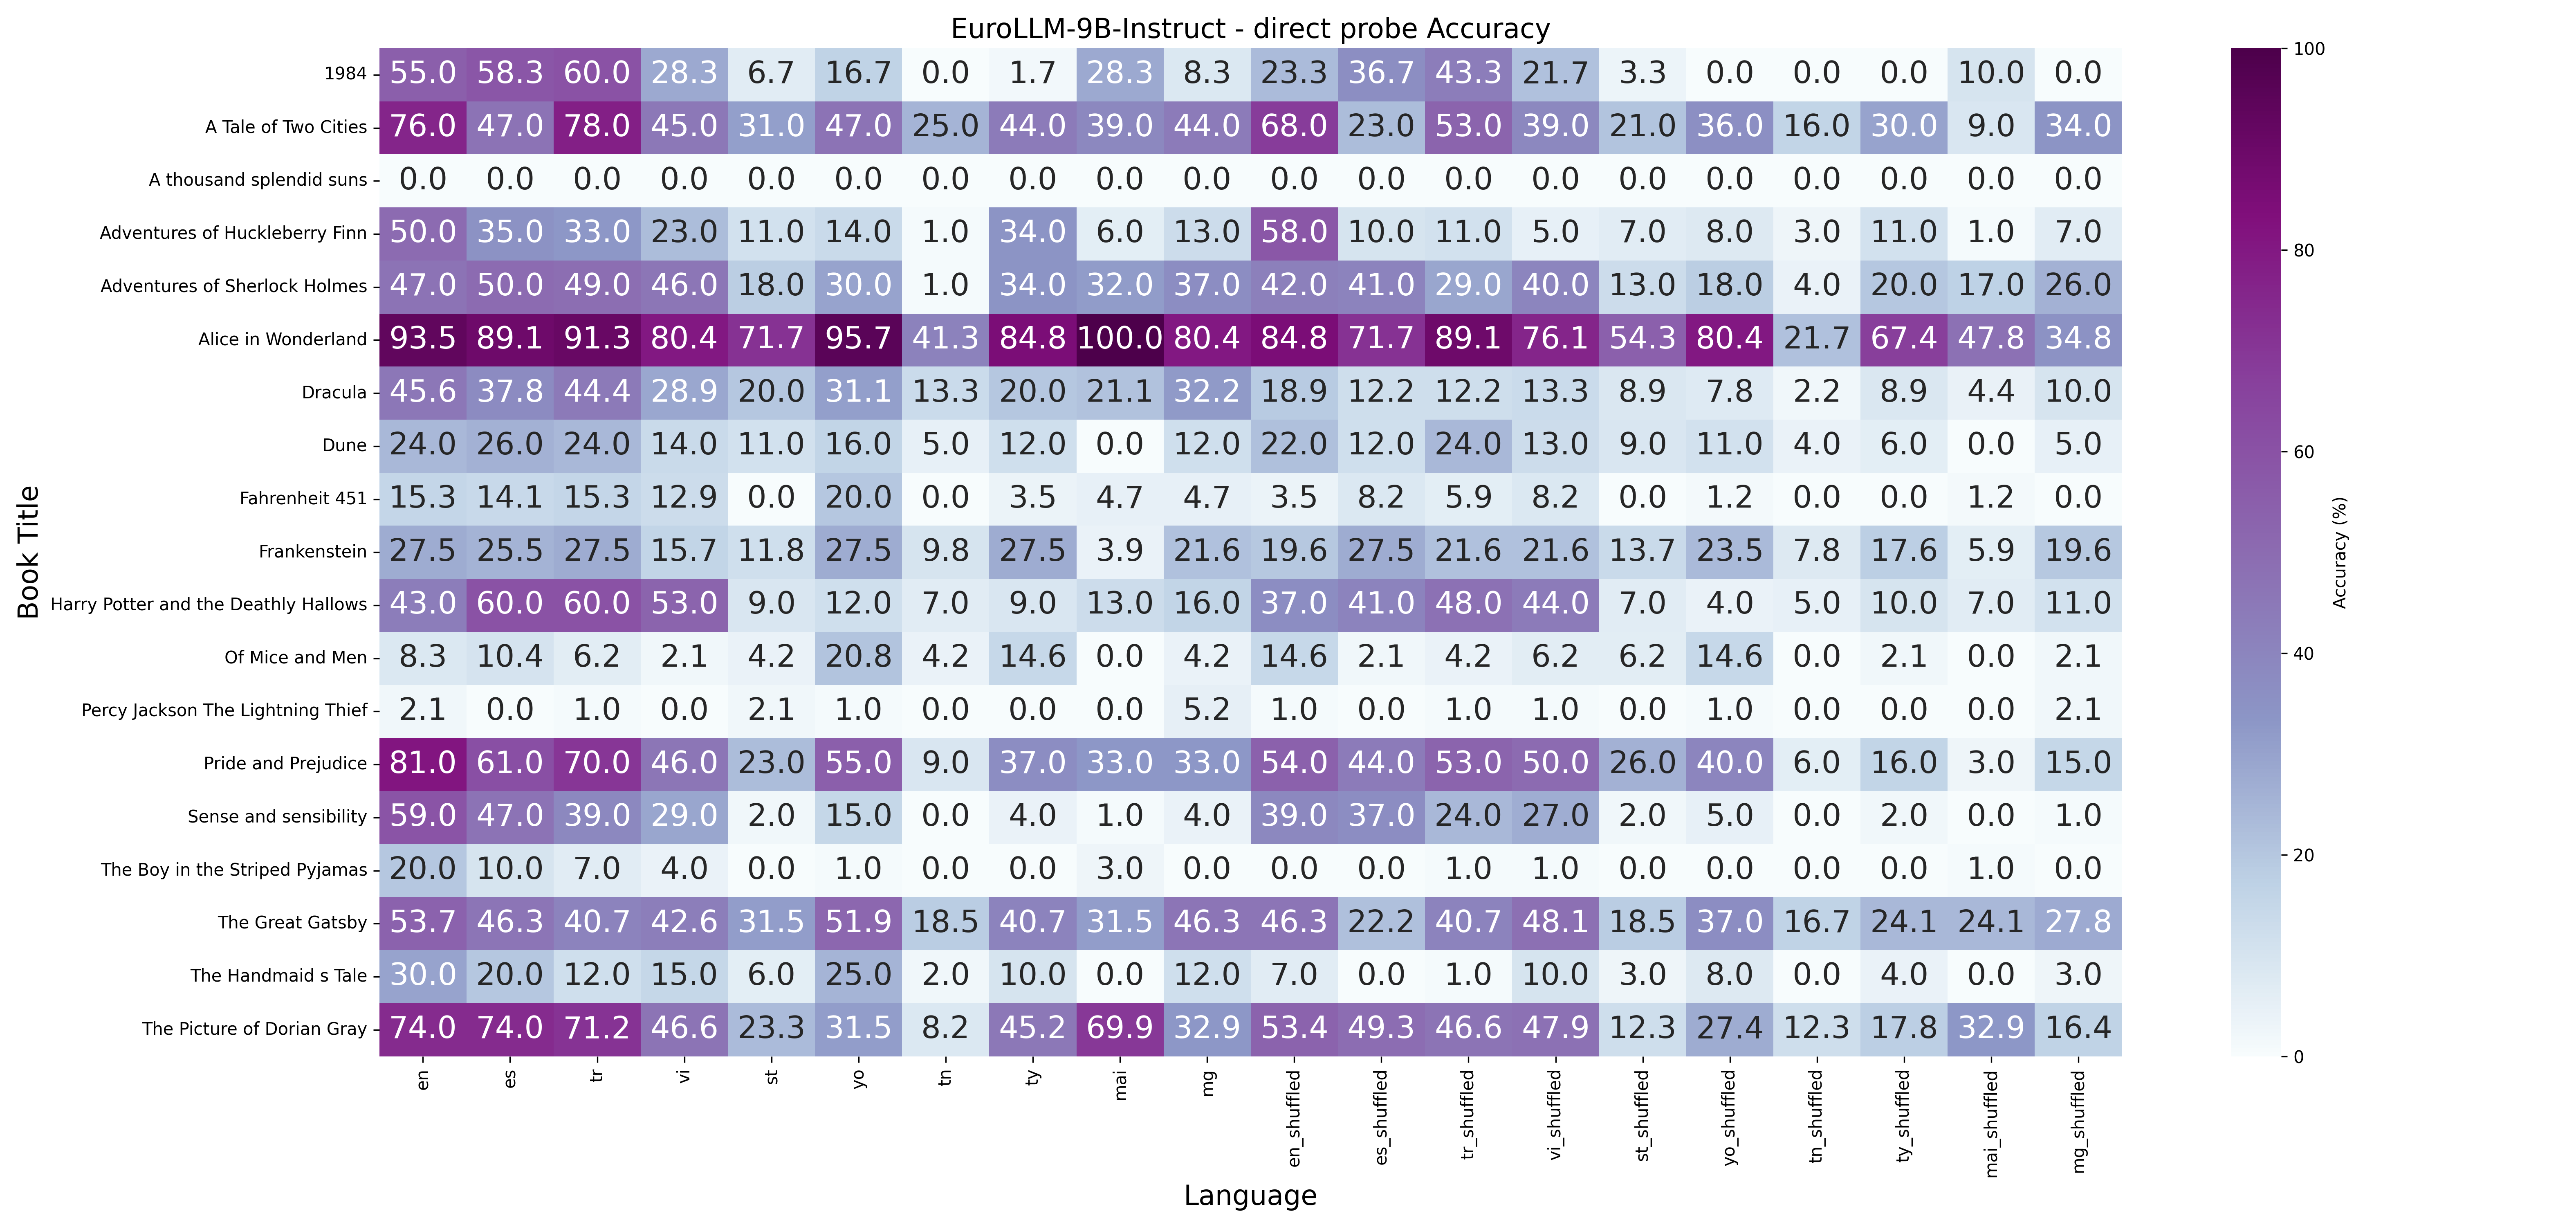 EuroLLM-9B-Instruct - direct probe Accuracy
Book Title
1984 55.0 58.3 60.0 28.3 6.7 16.7 0.0 1.7 28.3 8.3 23.3 36.7 43.3 21.7 3.3 0.0 0.0 0.0 10.0 0.0
A Tale of Two Cities 76.0 47.0 78.0 45.0 31.0 47.0 25.0 44.0 39.0 44.0 68.0 23.0 53.0 39.0 21.0 36.0 16.0 30.0 9.0 34.0
A thousand splendid suns 0.0 0.0 0.0 0.0 0.0 0.0 0.0 0.0 0.0 0.0 0.0 0.0 0.0 0.0 0.0 0.0 0.0 0.0 0.0 0.0
Adventures of Huckleberry Finn 50.0 35.0 33.0 23.0 11.0 14.0 1.0 34.0 6.0 13.0 58.0 10.0 11.0 5.0 7.0 8.0 3.0 11.0 1.0 7.0
Adventures of Sherlock Holmes 47.0 50.0 49.0 46.0 18.0 30.0 1.0 34.0 32.0 37.0 42.0 41.0 29.0 40.0 13.0 18.0 4.0 20.0 17.0 26.0
Alice in Wonderland 93.5 89.1 91.3 80.4 71.7 95.7 41.3 84.8 100.0 80.4 84.8 71.7 89.1 76.1 54.3 80.4 21.7 67.4 47.8 34.8
Dracula 45.6 37.8 44.4 28.9 20.0 31.1 13.3 20.0 21.1 32.2 18.9 12.2 12.2 13.3 8.9 7.8 2.2 8.9 4.4 10.0
Dune 24.0 26.0 24.0 14.0 11.0 16.0 5.0 12.0 0.0 12.0 22.0 12.0 24.0 13.0 9.0 11.0 4.0 6.0 0.0 5.0
Fahrenheit 451 15.3 14.1 15.3 12.9 0.0 20.0 0.0 3.5 4.7 4.7 3.5 8.2 5.9 8.2 0.0 1.2 0.0 0.0 1.2 0.0
Frankenstein 27.5 25.5 27.5 15.7 11.8 27.5 9.8 27.5 3.9 21.6 19.6 27.5 21.6 21.6 13.7 23.5 7.8 17.6 5.9 19.6
Harry Potter and the Deathly Hallows 43.0 60.0 60.0 53.0 9.0 12.0 7.0 9.0 13.0 16.0 37.0 41.0 48.0 44.0 7.0 4.0 5.0 10.0 7.0 11.0
Of Mice and Men 8.3 10.4 6.2 2.1 4.2 20.8 4.2 14.6 0.0 4.2 14.6 2.1 4.2 6.2 6.2 14.6 0.0 2.1 0.0 2.1
Percy Jackson The Lightning Thief 2.1 0.0 1.0 0.0 2.1 1.0 0.0 0.0 0.0 5.2 1.0 0.0 1.0 1.0 0.0 1.0 0.0 0.0 0.0 2.1
Pride and Prejudice 81.0 61.0 70.0 46.0 23.0 55.0 9.0 37.0 33.0 33.0 54.0 44.0 53.0 50.0 26.0 40.0 6.0 16.0 3.0 15.0
Sense and sensibility 59.0 47.0 39.0 29.0 2.0 15.0 0.0 4.0 1.0 4.0 39.0 37.0 24.0 27.0 2.0 5.0 0.0 2.0 0.0 1.0
The Boy in the Striped Pyjamas 20.0 10.0 7.0 4.0 0.0 1.0 0.0 0.0 3.0 0.0 0.0 0.0 1.0 1.0 0.0 0.0 0.0 0.0 1.0 0.0
The Great Gatsby 53.7 46.3 40.7 42.6 31.5 51.9 18.5 40.7 31.5 46.3 46.3 22.2 40.7 48.1 18.5 37.0 16.7 24.1 24.1 27.8
The Handmaid s Tale 30.0 20.0 12.0 15.0 6.0 25.0 2.0 10.0 0.0 12.0 7.0 0.0 1.0 10.0 3.0 8.0 0.0 4.0 0.0 3.0
The Picture of Dorian Gray 74.0 74.0 71.2 46.6 23.3 31.5 8.2 45.2 69.9 32.9 53.4 49.3 46.6 47.9 12.3 27.4 12.3 17.8 32.9 16.4
en es tr vi st yo tn ty mai mg en_shuffled es_shuffled tr_shuffled vi_shuffled st_shuffled yo_shuffled tn_shuffled ty_shuffled mai_shuffled mg_shuffled
Language
100
80
60
40
20
0
Accuracy (%)